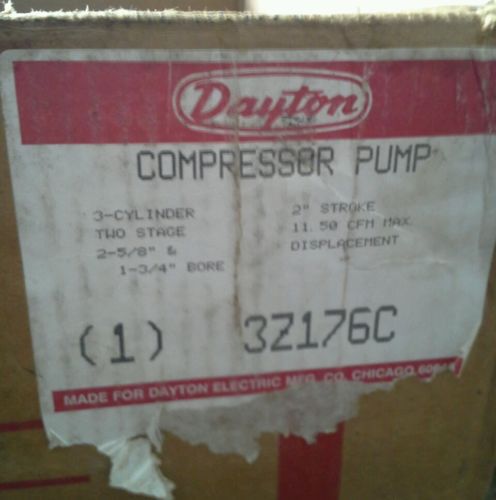 Dayton
COMPRESSOR PUMP
3-CYLINDER
TWO STAGE
2-5/8" &
1-3/4" BORE
2" STROKE
11.50 CFM MAX.
DISPLACEMENT
(1) 3Z176C
MADE FOR DAYTON ELECTRIC MFG. CO. CHICAGO